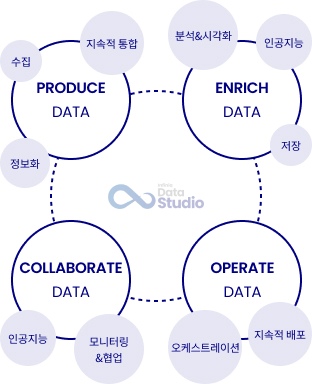 수집
지속적 통합
PRODUCE
DATA
정보화
분석&시각화
인공지능
ENRICH
DATA
저장
Data
Studio
COLLABORATE
DATA
인공지능
모니터링
&협업
OPERATE
DATA
오케스트레이션
지속적 배포